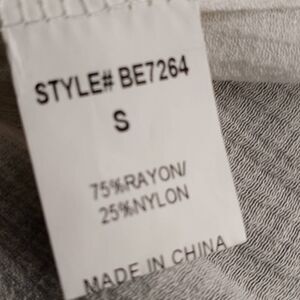 STYLE# BE7264
S
75%RAYON/
25%NYLON
MADE IN CHINA